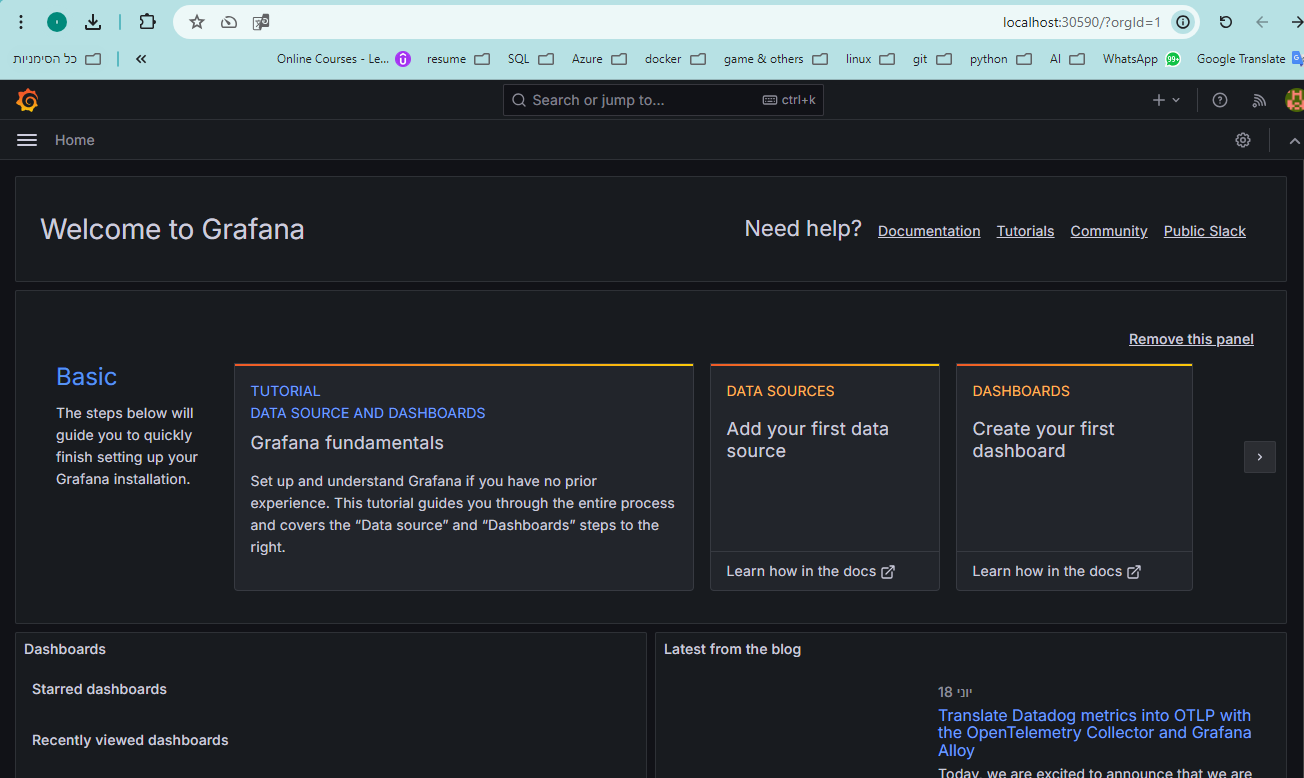 localhost:30590/?orgId=1
כל הסימניות
«
Online Courses - Le...
resume
SQL
Azure
docker
game & others
linux
git
python
AI
WhatsApp
99+
Google Translate
Search or jump to...
ctrl+k
Home
Welcome to Grafana
Need help?
Documentation
Tutorials
Community
Public Slack
Remove this panel
Basic
The steps below will
guide you to quickly
finish setting up your
Grafana installation.
TUTORIAL
DATA SOURCE AND DASHBOARDS
Grafana fundamentals
Set up and understand Grafana if you have no prior
experience. This tutorial guides you through the entire process
and covers the “Data source” and “Dashboards” steps to the
right.
DATA SOURCES
Add your first data
source
Learn how in the docs
DASHBOARDS
Create your first
dashboard
Learn how in the docs
Dashboards
Starred dashboards
Recently viewed dashboards
Latest from the blog
יוני 18
Translate Datadog metrics into OTLP with
the OpenTelemetry Collector and Grafana
Alloy
Today, we are excited to announce that we are